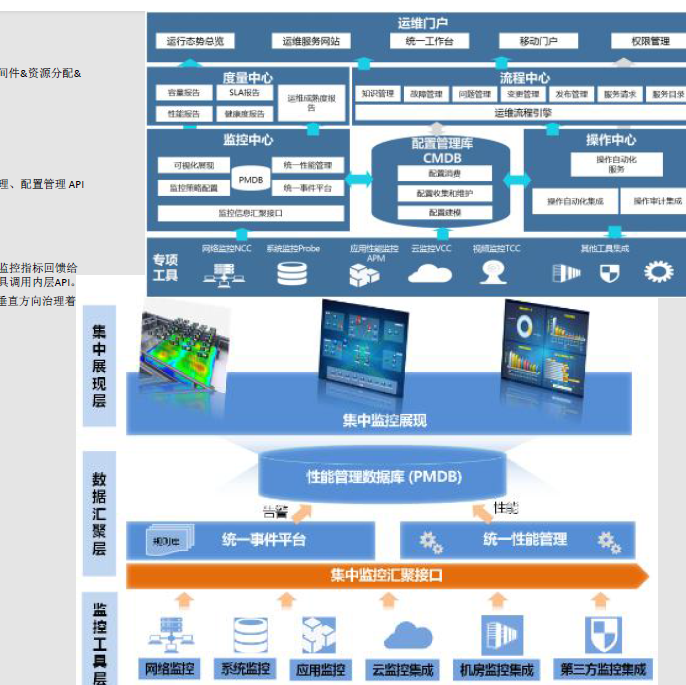 间件&资源分配&
理、配置管理 API
监控指标回馈给
具调用内层API。
垂直方向治理着
运维门户
运行态势总览 运维服务网站 统一工作台 移动门户 权限管理
度量中心
容量报告 SLA报告 运维成熟度报告
性能报告 健康度报告
流程中心
知识管理 故障管理 问题管理 变更管理 发布管理 服务请求 服务目录
运维流程引擎
监控中心
可视化展现 统一性能管理
PMDB
监控策略配置 统一事件平台
监控信息汇聚接口
配置管理库
CMDB
配置消费
配置收集和维护
配置建模
操作中心
操作自动化
服务
操作自动化集成 操作审计集成
专项
工具
网络监控NCC 系统监控Probe 应用性能监控
APM
云监控VCC 视频监控TCC 其他工具集成
集中展现层
集中监控展现
数据汇聚层
性能管理数据库 (PMDB)
告警 性能
规则库 统一事件平台 统一性能管理
集中监控汇聚接口
监控工具层
网络监控 系统监控 应用监控 云监控集成 机房监控集成 第三方监控集成